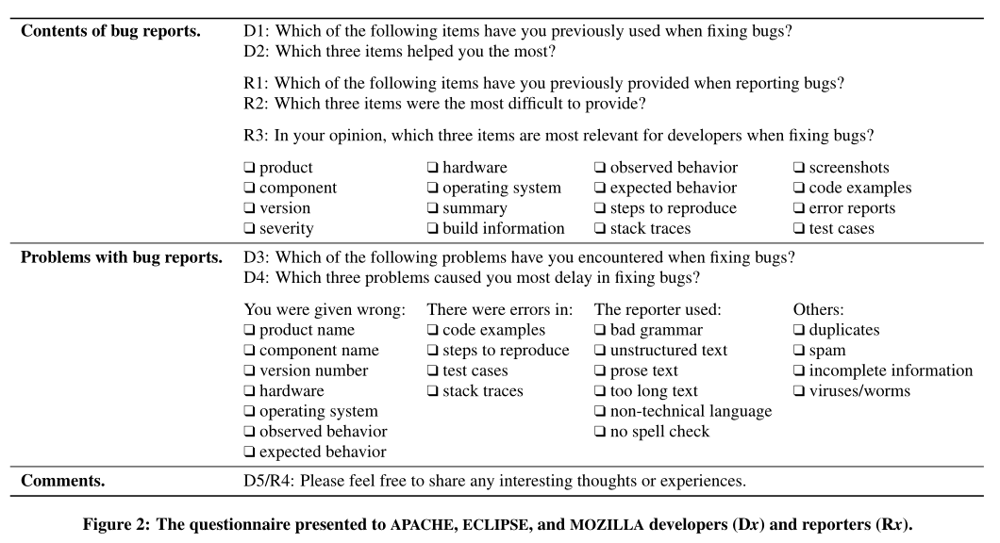 Contents of bug reports. D1: Which of the following items have you previously used when fixing bugs?
D2: Which three items helped you the most?
R1: Which of the following items have you previously provided when reporting bugs?
R2: Which three items were the most difficult to provide?
R3: In your opinion, which three items are most relevant for developers when fixing bugs?
❏ product ❏ hardware ❏ observed behavior ❏ screenshots
❏ component ❏ operating system ❏ expected behavior ❏ code examples
❏ version ❏ summary ❏ steps to reproduce ❏ error reports
❏ severity ❏ build information ❏ stack traces ❏ test cases
Problems with bug reports. D3: Which of the following problems have you encountered when fixing bugs?
D4: Which three problems caused you most delay in fixing bugs?
You were given wrong: There were errors in: The reporter used: Others:
❏ product name ❏ code examples ❏ bad grammar ❏ duplicates
❏ component name ❏ steps to reproduce ❏ unstructured text ❏ spam
❏ version number ❏ test cases ❏ prose text ❏ incomplete information
❏ hardware ❏ stack traces ❏ too long text ❏ viruses/worms
❏ operating system ❏ non-technical language
❏ observed behavior ❏ no spell check
❏ expected behavior
Comments. D5/R4: Please feel free to share any interesting thoughts or experiences.
Figure 2: The questionnaire presented to APACHE, ECLIPSE, and MOZILLA developers (Dx) and reporters (Rx).